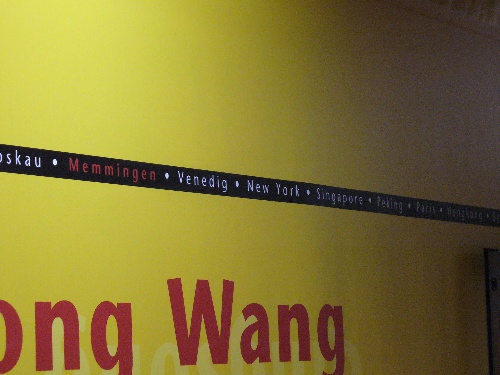 oskau • Memmingen • Venedig • New York • Singapore • Peking • Paris • Hongkong •
ong Wang